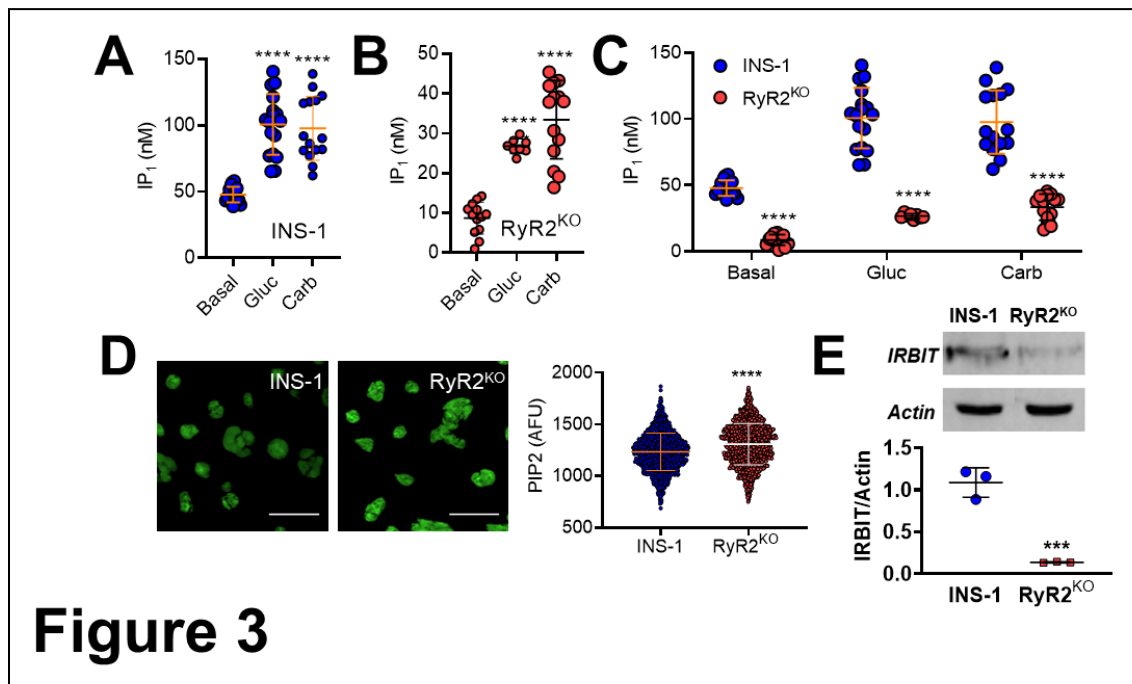 A
IP₁ (nM)
150
100
50
0
****
****
INS-1
Basal
Gluc
Carb
B
IP₁ (nM)
50
40
30
20
10
0
****
****
RyR2ᴷᴼ
Basal
Gluc
Carb
C
IP₁ (nM)
150
100
50
0
INS-1
RyR2ᴷᴼ
****
****
****
Basal
Gluc
Carb
D
INS-1
RyR2ᴷᴼ
PIP2 (AFU)
2000
1500
1000
500
****
INS-1
RyR2ᴷᴼ
E
INS-1 RyR2ᴷᴼ
IRBIT
Actin
IRBIT/Actin
1.5
1.0
0.5
0.0
***
INS-1
RyR2ᴷᴼ
Figure 3